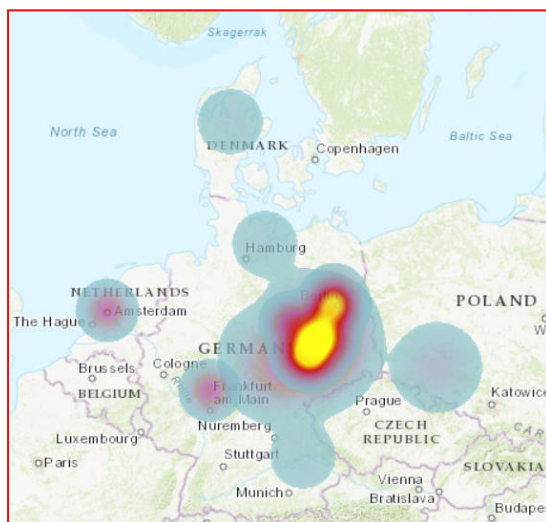 Skagerrak
North Sea
DENMARK
Baltic Sea
Copenhagen
Hamburg
NETHERLANDS
Amsterdam
The Hague
POLAND
GERMAN
Cologne
Brussels
BELGIUM
Frankfurt
am Main
Prague
Katowice
Nuremberg
CZECH
REPUBLIC
Luxembourg
Stuttgart
Paris
SLOVAKIA
Vienna
Munich
Bratislava
Budapes